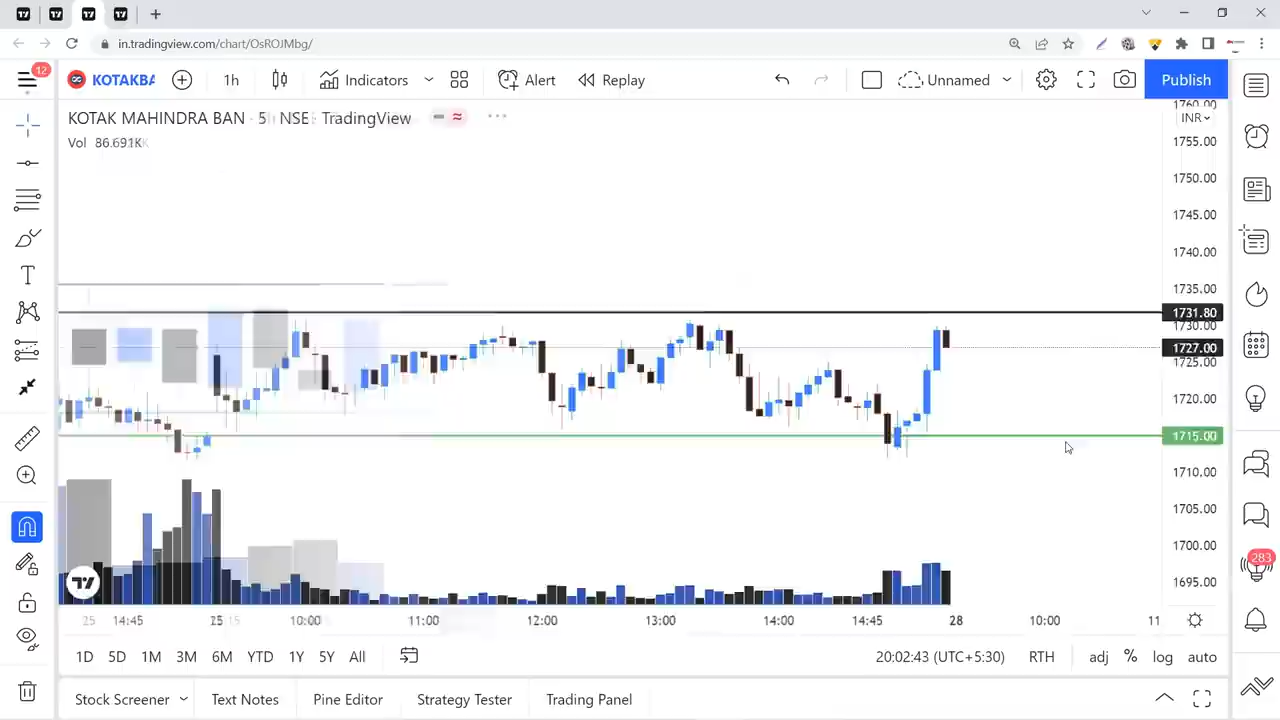 in.tradingview.com/chart/OsROJMbg/
12
KOTAKBA
1h
Indicators
Alert
Replay
Unnamed
Publish
KOTAK MAHINDRA BAN · NSE TradingView
Vol 86.691K
INR
1760.00
1755.00
1750.00
1745.00
1740.00
1735.00
1731.80
1730.00
1727.00
1725.00
1720.00
1715.00
1710.00
1705.00
1700.00
1695.00
25 14:45 25 10:00 11:00 12:00 13:00 14:00 14:45 28 10:00 11
283
1D 5D 1M 3M 6M YTD 1Y 5Y All
20:02:43 (UTC+5:30) RTH adj % log auto
Stock Screener Text Notes Pine Editor Strategy Tester Trading Panel